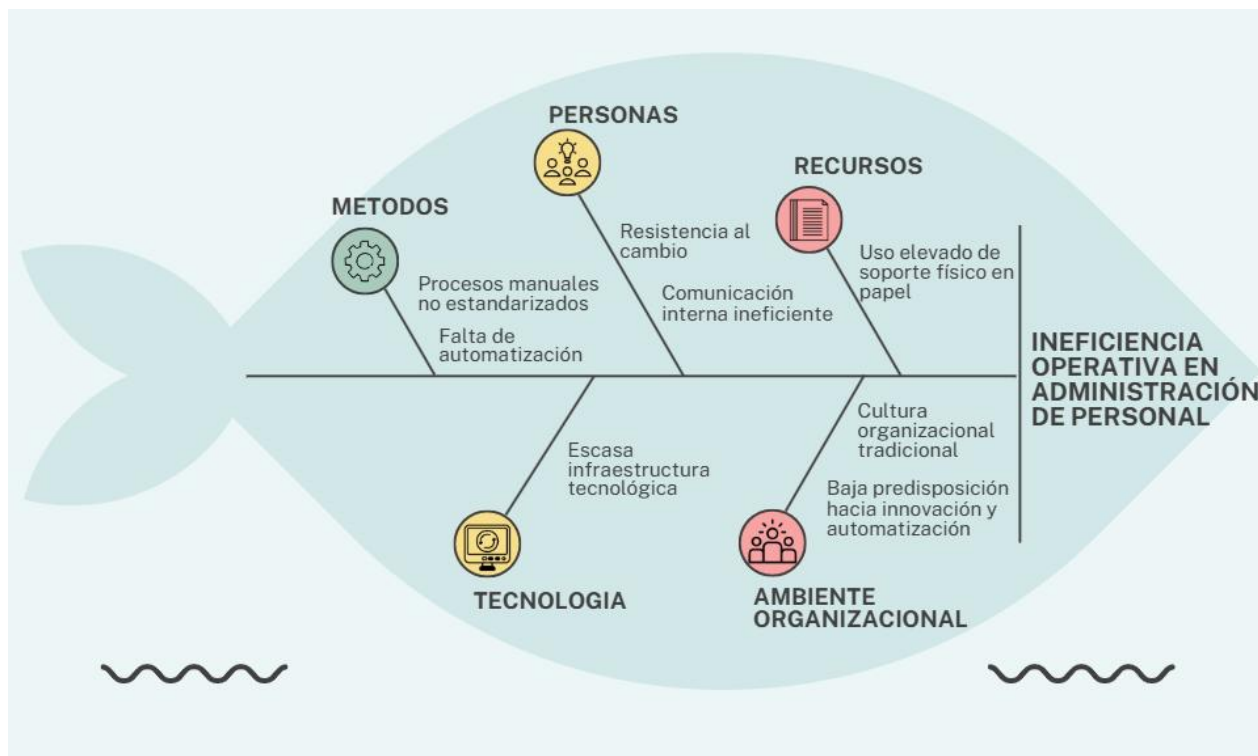 PERSONAS
RECURSOS
METODOS
Resistencia al
cambio
Uso elevado de
soporte físico en
papel
Procesos manuales
no estandarizados
Comunicación
interna ineficiente
Falta de
automatización
INEFICIENCIA
OPERATIVA EN
ADMINISTRACIÓN
DE PERSONAL
Cultura
organizacional
tradicional
Escasa
infraestructura
tecnológica
Baja predisposición
hacia innovación y
automatización
TECNOLOGIA
AMBIENTE
ORGANIZACIONAL